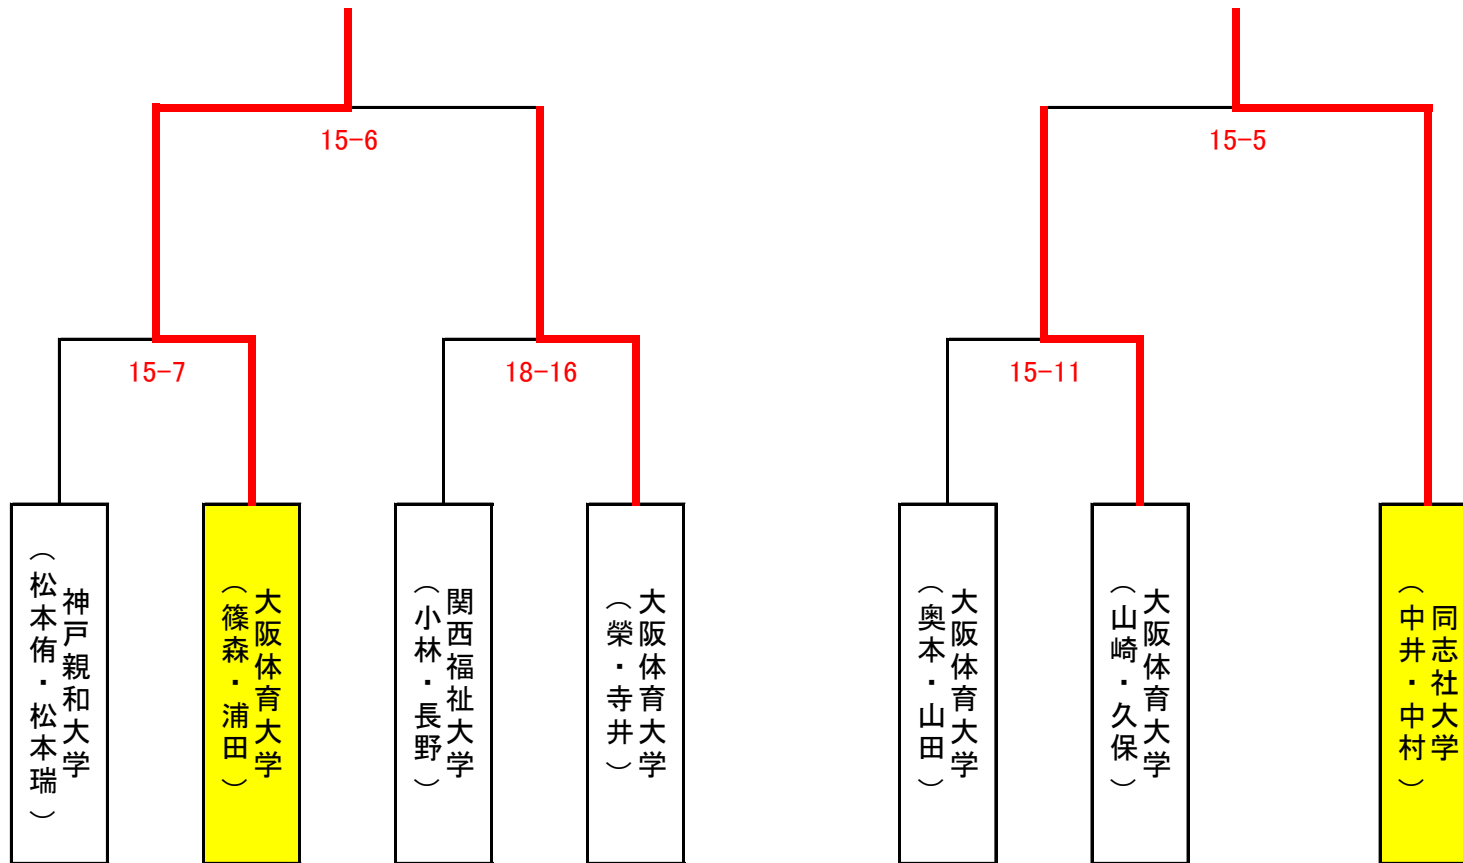 15-6
15-5
15-7
18-16
15-11
神戸親和大学
（松本侑・松本瑞）
大阪体育大学
（篠森・浦田）
関西福祉大学
（小林・長野）
大阪体育大学
（榮・寺井）
大阪体育大学
（奥本・山田）
大阪体育大学
（山崎・久保）
同志社大学
（中井・中村）